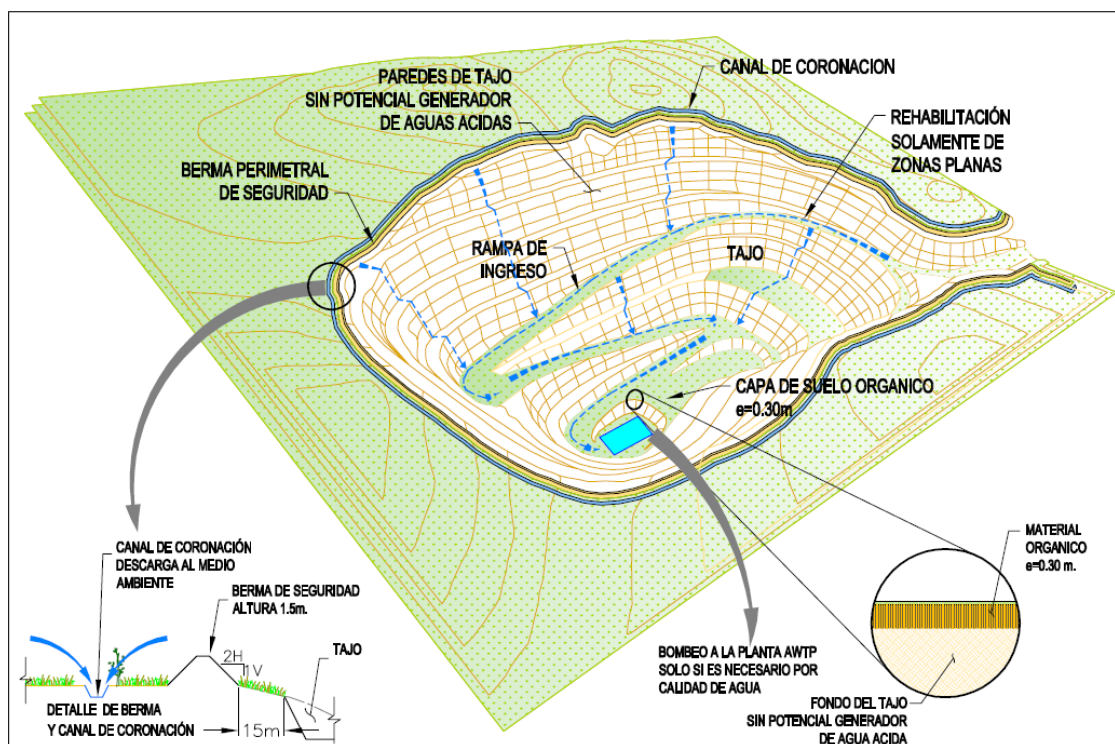 CANAL DE CORONACION
PAREDES DE TAJO
SIN POTENCIAL GENERADOR
DE AGUAS ACIDAS
REHABILITACIÓN
SOLAMENTE DE
ZONAS PLANAS
BERMA PERIMETRAL
DE SEGURIDAD
RAMPA DE
INGRESO
TAJO
CAPA DE SUELO ORGANICO
e=0.30m
CANAL DE CORONACIÓN
DESCARGA AL MEDIO
AMBIENTE
BERMA DE SEGURIDAD
ALTURA 1.5m.
2H
1V
TAJO
DETALLE DE BERMA
Y CANAL DE CORONACIÓN
15m
BOMBEO A LA PLANTA AWTP
SOLO SI ES NECESARIO POR
CALIDAD DE AGUA
MATERIAL
ORGANICO
e=0.30 m.
FONDO DEL TAJO
SIN POTENCIAL GENERADOR
DE AGUA ACIDA